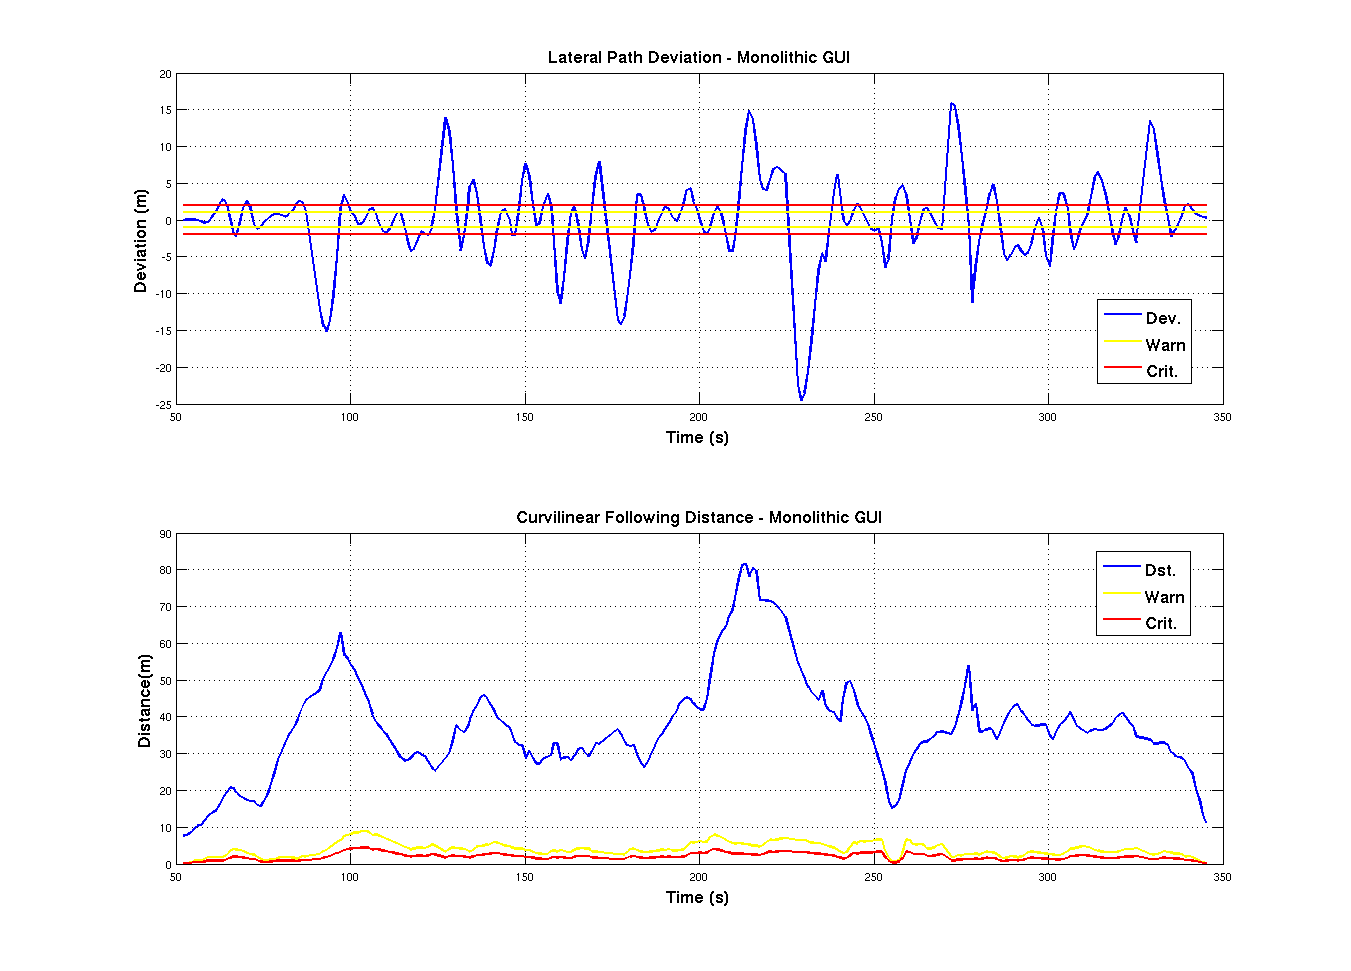 Lateral Path Deviation - Monolithic GUI
20
15
10
5
0
-5
-10
-15
-20
-25
Deviation (m)
Dev.
Warn
Crit.
50 100 150 200 250 300 350
Time (s)
Curvilinear Following Distance - Monolithic GUI
90
80
70
60
50
40
30
20
10
0
Distance(m)
Dst.
Warn
Crit.
50 100 150 200 250 300 350
Time (s)